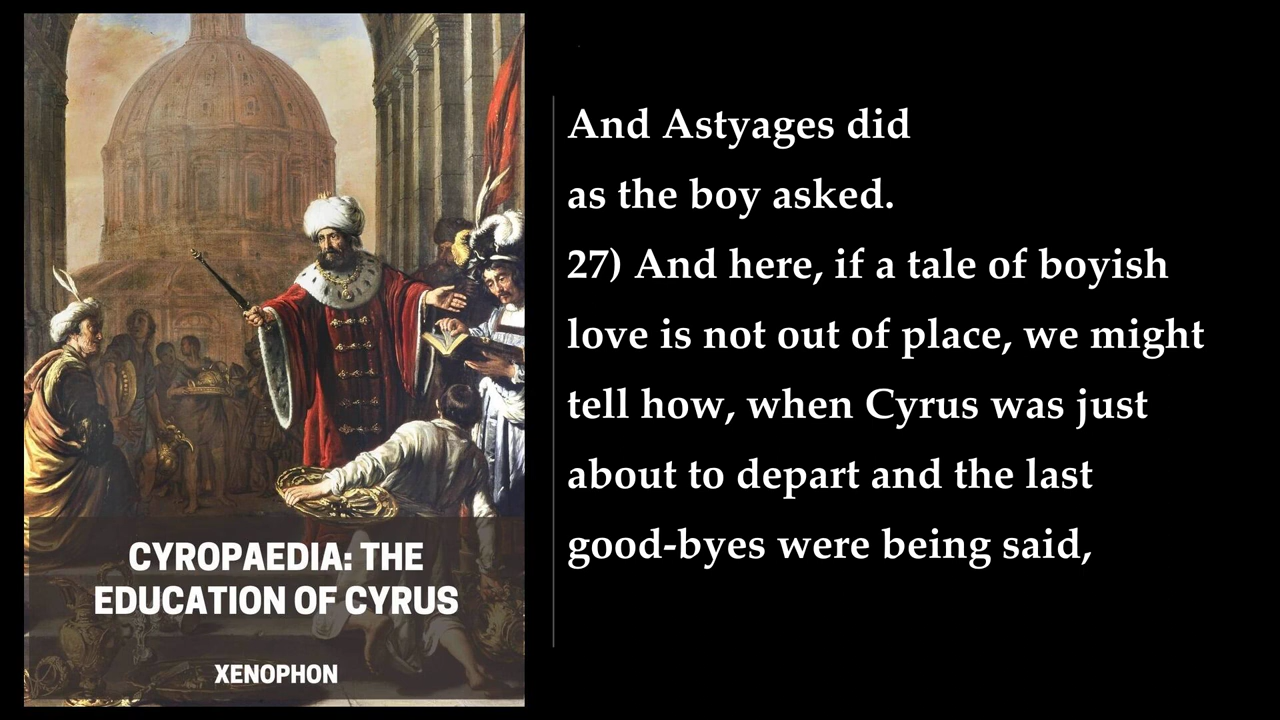 CYROPAEDIA: THE
EDUCATION OF CYRUS
XENOPHON
And Astyages did
as the boy asked.
27) And here, if a tale of boyish
love is not out of place, we might
tell how, when Cyrus was just
about to depart and the last
good-byes were being said,